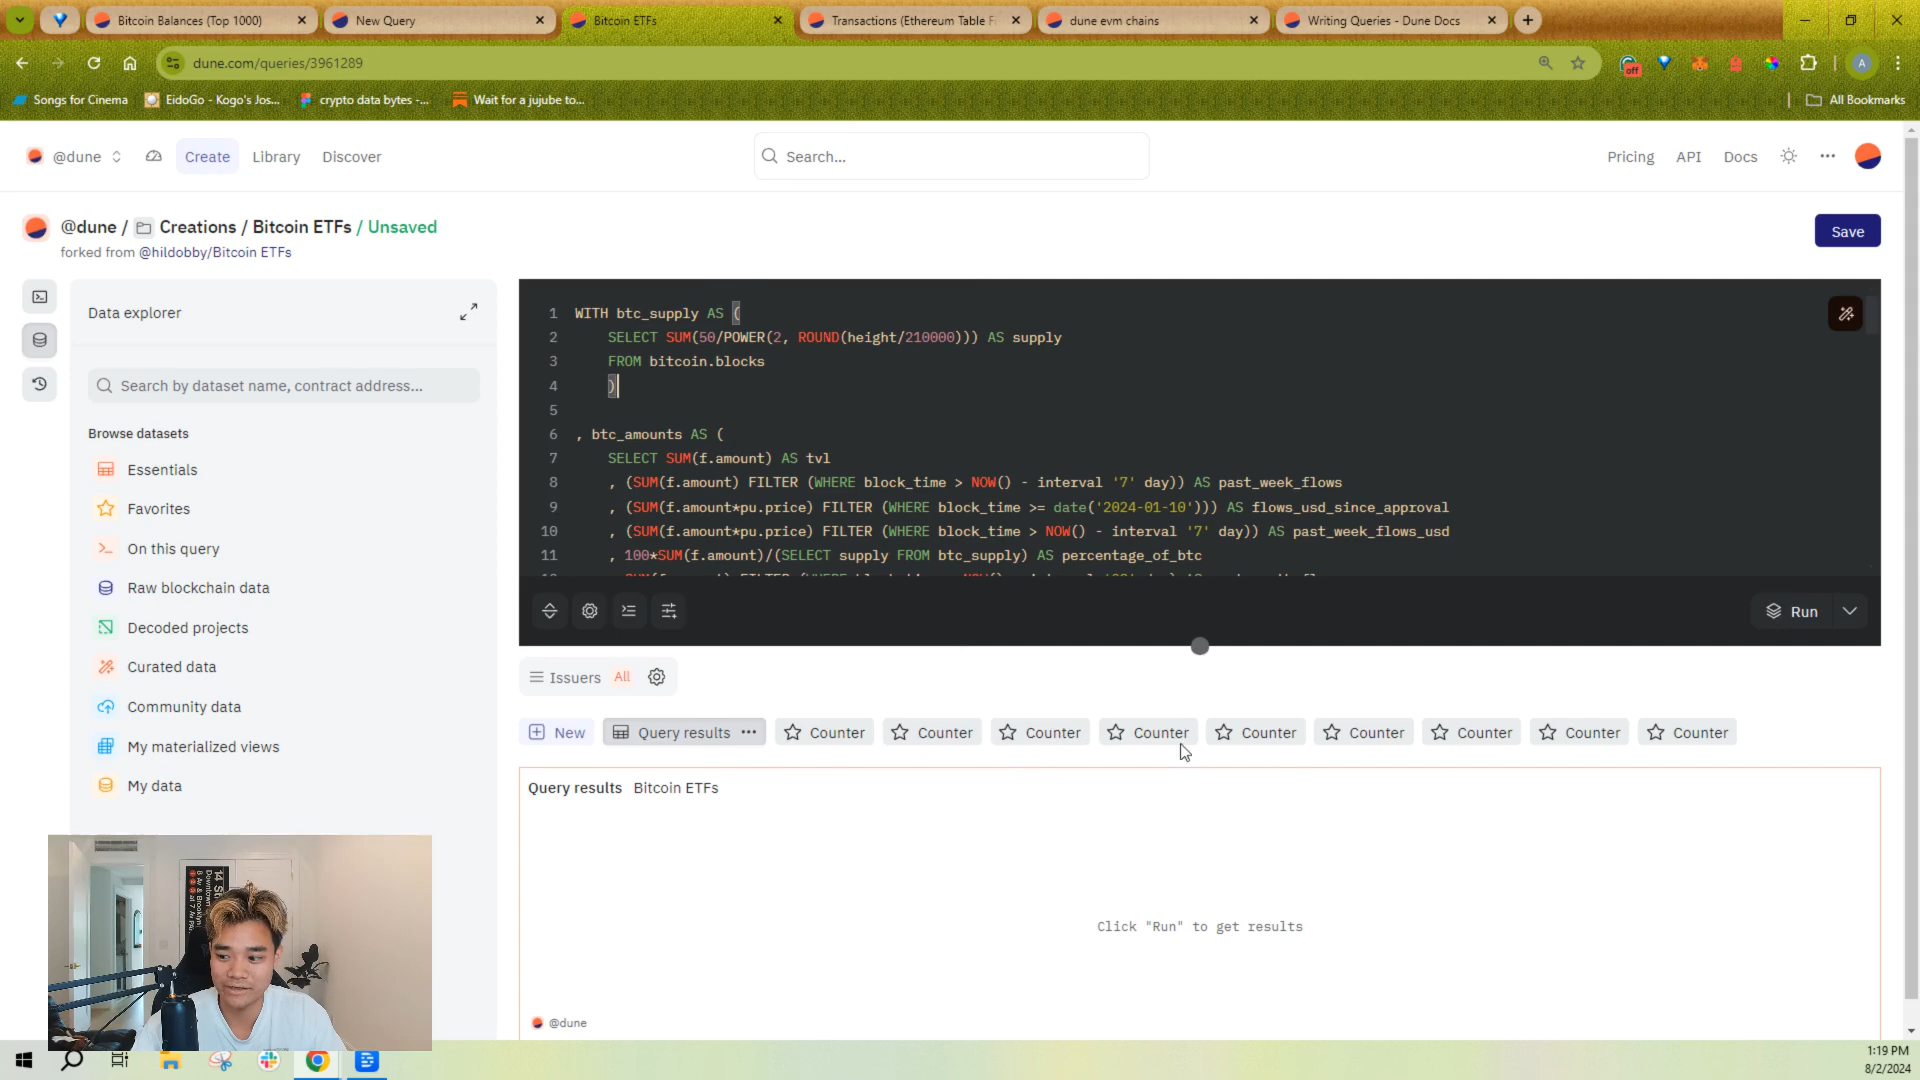 Bitcoin Balances (Top 1000)
New Query
Bitcoin ETFs
Transactions (Ethereum Table F
dune evm chains
Writing Queries - Dune Docs
dune.com/queries/3961289
off
A
Songs for Cinema
EidoGo - Kogo's Jos...
crypto data bytes -...
Wait for a jujube to...
All Bookmarks
@dune
Create
Library
Discover
Search...
Pricing
API
Docs
@dune / Creations / Bitcoin ETFs / Unsaved
forked from @hildobby/Bitcoin ETFs
Save
Data explorer
Search by dataset name, contract address...
Browse datasets
Essentials
Favorites
On this query
Raw blockchain data
Decoded projects
Curated data
Community data
My materialized views
My data
1 WITH btc_supply AS (
2 SELECT SUM(50/POWER(2, ROUND(height/210000))) AS supply
3 FROM bitcoin.blocks
4 )
5
6 , btc_amounts AS (
7 SELECT SUM(f.amount) AS tvl
8 , (SUM(f.amount) FILTER (WHERE block_time > NOW() - interval '7' day)) AS past_week_flows
9 , (SUM(f.amount*pu.price) FILTER (WHERE block_time >= date('2024-01-10'))) AS flows_usd_since_approval
10 , (SUM(f.amount*pu.price) FILTER (WHERE block_time > NOW() - interval '7' day)) AS past_week_flows_usd
11 , 100*SUM(f.amount)/(SELECT supply FROM btc_supply) AS percentage_of_btc
Run
Issuers All
New
Query results
Counter
Counter
Counter
Counter
Counter
Counter
Counter
Counter
Counter
Query results Bitcoin ETFs
Click "Run" to get results
@dune
1:19 PM
8/2/2024